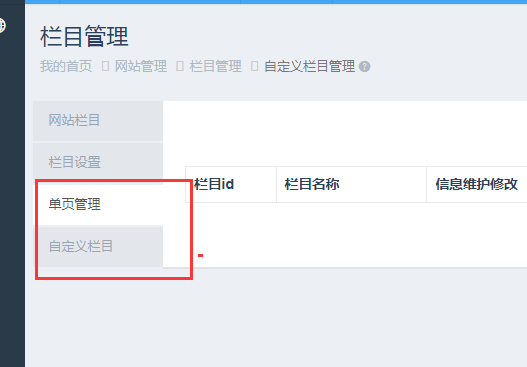 栏目管理
我的首页 网站管理 栏目管理 自定义栏目管理
网站栏目
栏目设置
栏目id 栏目名称 信息维护修改
单页管理
自定义栏目